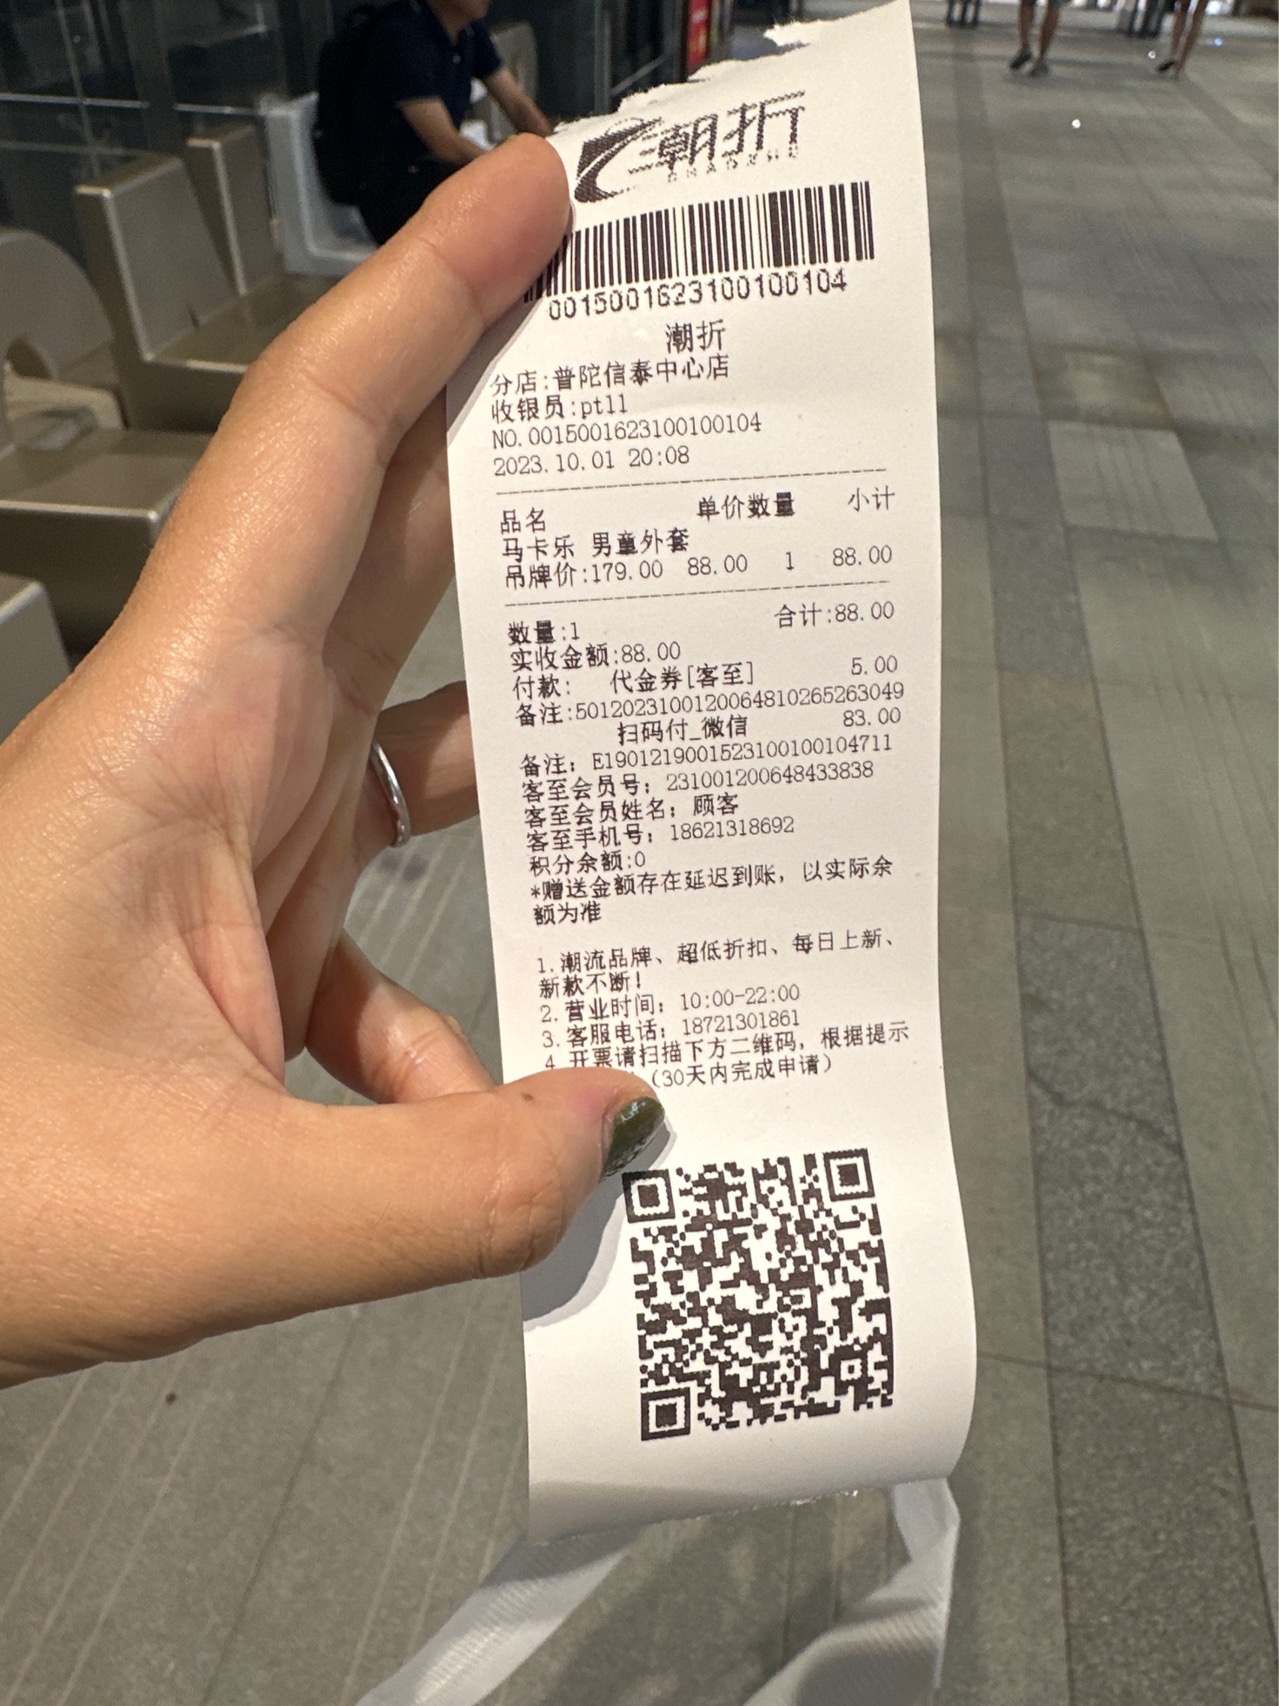 潮折
0015001623100100104
潮折
分店:普陀信泰中心店
收银员:pt11
NO.0015001623100100104
2023.10.01 20:08
品名 单价数量 小计
马卡乐 男童外套
吊牌价:179.00 88.00 1 88.00
数量:1 合计:88.00
实收金额:88.00
付款: 代金券[客至] 5.00
备注:5012023100120064810265263049
扫码付_微信 83.00
备注: E1901219001523100100104711
客至会员号: 231001200648433838
客至会员姓名: 顾客
客至手机号: 18621318692
积分余额:0
*赠送金额存在延迟到账, 以实际余
额为准
1.潮流品牌、超低折扣、每日上新、
新款不断!
2.营业时间: 10:00-22:00
3.客服电话: 18721301861
4 开票请扫描下方二维码, 根据提示
(30天内完成申请)